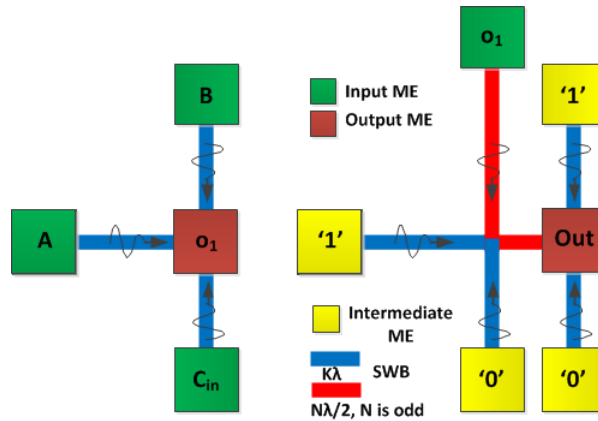 B
A
o₁
C_in
o₁
Input ME
Output ME
'1'
'1'
Out
Intermediate
ME
Kλ
SWB
Nλ/2, N is odd
'0'
'0'